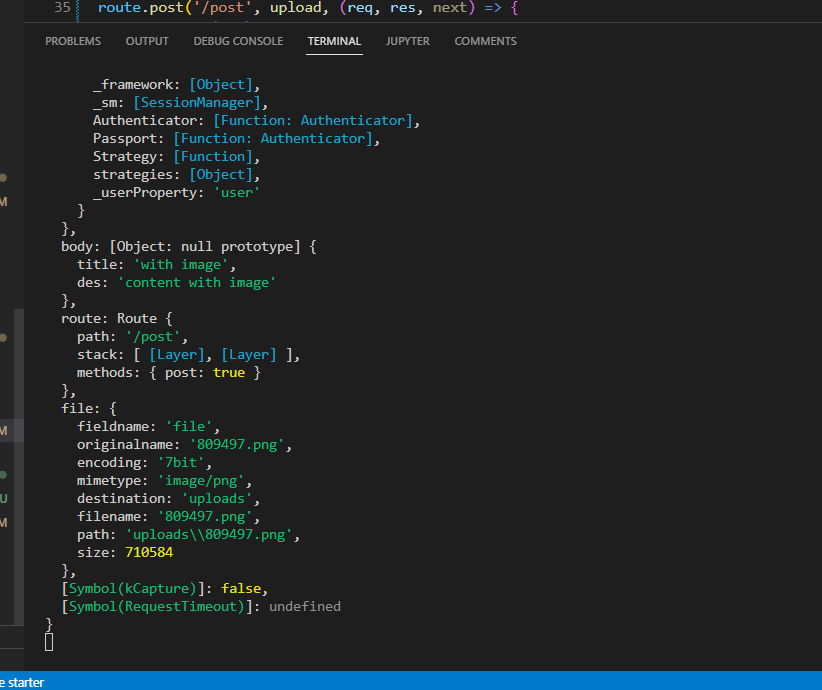 35 route.post('/post', upload, (req, res, next) => {
PROBLEMS OUTPUT DEBUG CONSOLE TERMINAL JUPYTER COMMENTS
_framework: [Object],
_sm: [SessionManager],
Authenticator: [Function: Authenticator],
Passport: [Function: Authenticator],
Strategy: [Function],
strategies: [Object],
_userProperty: 'user'
}
},
body: [Object: null prototype] {
title: 'with image',
des: 'content with image'
},
route: Route {
path: '/post',
stack: [ [Layer], [Layer] ],
methods: { post: true }
},
file: {
fieldname: 'file',
originalname: '809497.png',
encoding: '7bit',
mimetype: 'image/png',
destination: 'uploads',
filename: '809497.png',
path: 'uploads\\809497.png',
size: 710584
},
[Symbol(kCapture)]: false,
[Symbol(RequestTimeout)]: undefined
}
M
M
U
M
e starter